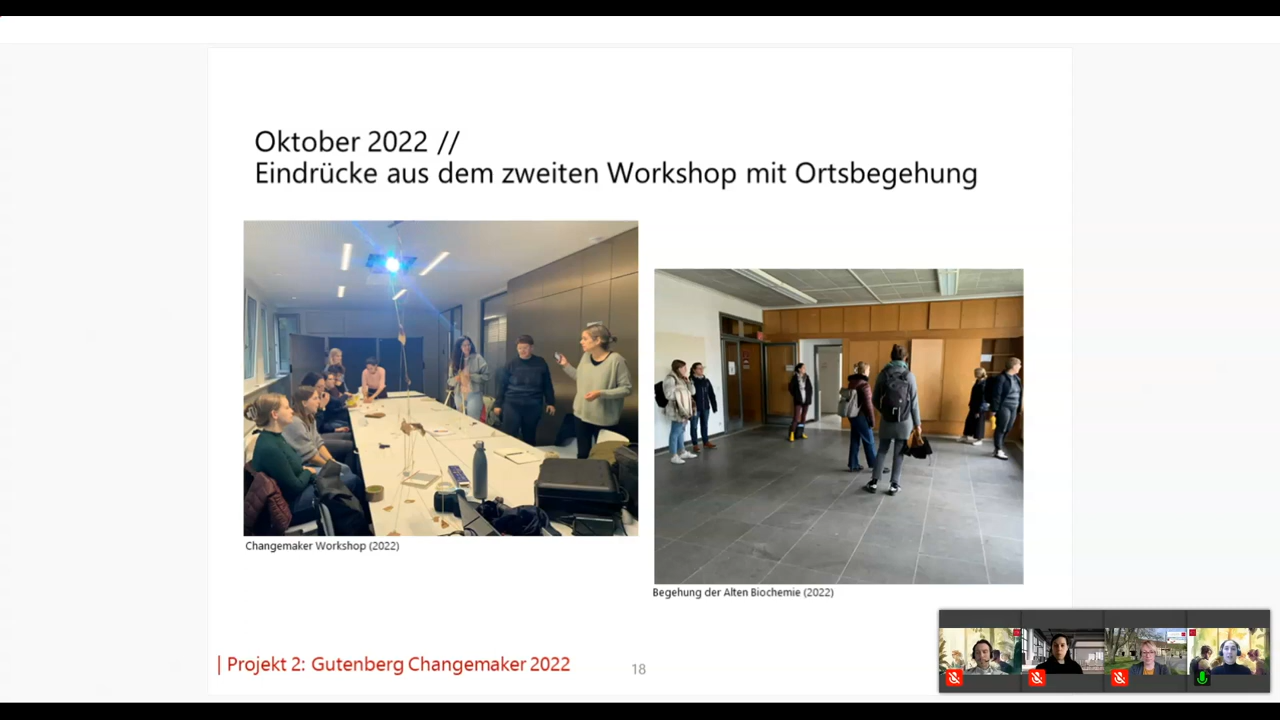 Oktober 2022 //
Eindrücke aus dem zweiten Workshop mit Ortsbegehung
Changemaker Workshop (2022)
Begehung der Alten Biochemie (2022)
| Projekt 2: Gutenberg Changemaker 2022
18